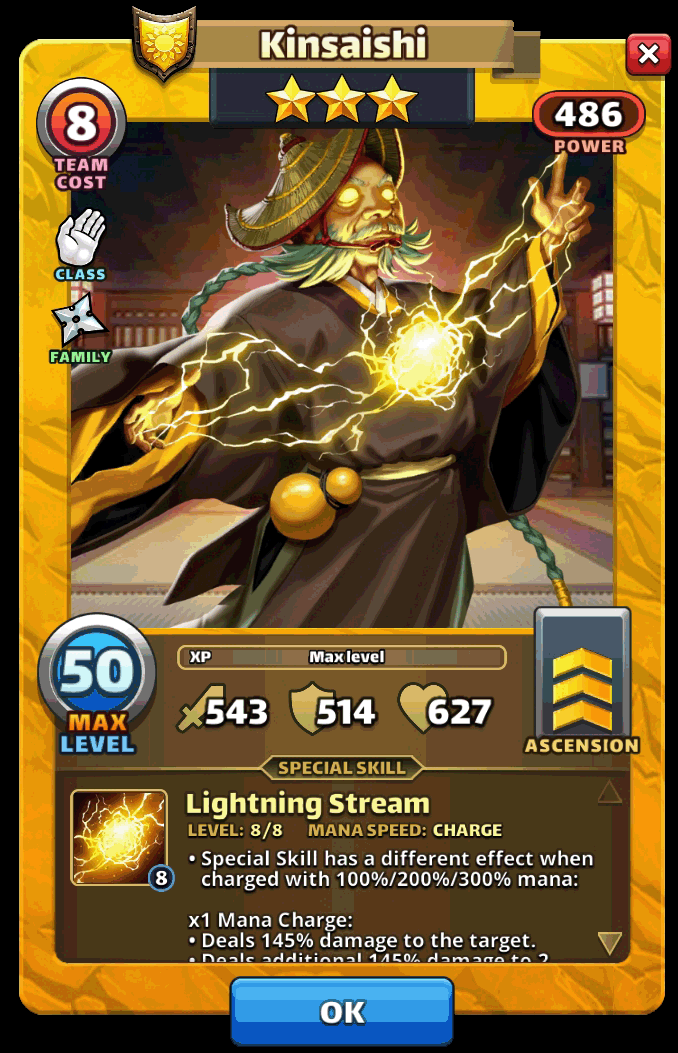 Kinsaishi
8
TEAM
COST
486
POWER
CLASS
FAMILY
50
MAX
LEVEL
XP Max level
543 514 627
ASCENSION
SPECIAL SKILL
Lightning Stream
LEVEL: 8/8 MANA SPEED: CHARGE
8
• Special Skill has a different effect when
charged with 100%/200%/300% mana:
x1 Mana Charge:
• Deals 145% damage to the target.
• Deals additional 145% damage to 2
OK